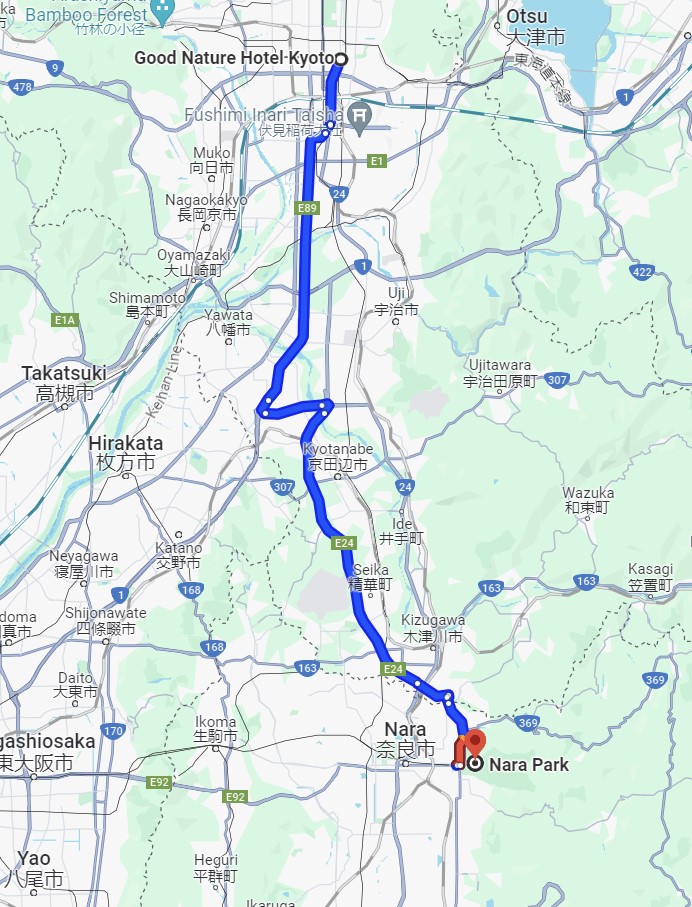 Bamboo Forest
竹林の小径
Otsu
大津市
Good Nature Hotel Kyoto
東海道本線
9
478
1
Fushimi Inari Taisha
伏見稲荷大社
Muko
向日市
E1
Nagaokakyo
長岡京市
24
E89
Oyamazaki
大山崎町
1
422
Shimamoto
島本町
Uji
宇治市
E1A
Yawata
八幡市
Keihan-Line
Takatsuki
高槻市
Ujitawara
宇治田原町
307
Hirakata
枚方市
Kyotanabe
京田辺市
307
24
Wazuka
和束町
Ide
井手町
E24
Katano
交野市
Neyagawa
寝屋川市
Seika
精華町
Kasagi
笠置町
1
168
163
163
Shijonawate
四條畷市
Kizugawa
木津川市
168
163
E24
Daito
大東市
369
170
Ikoma
生駒市
369
Nara
奈良市
gashiosaka
東大阪市
Nara Park
E92
E92
Yao
八尾市
Heguri
平群町
Ikaruga